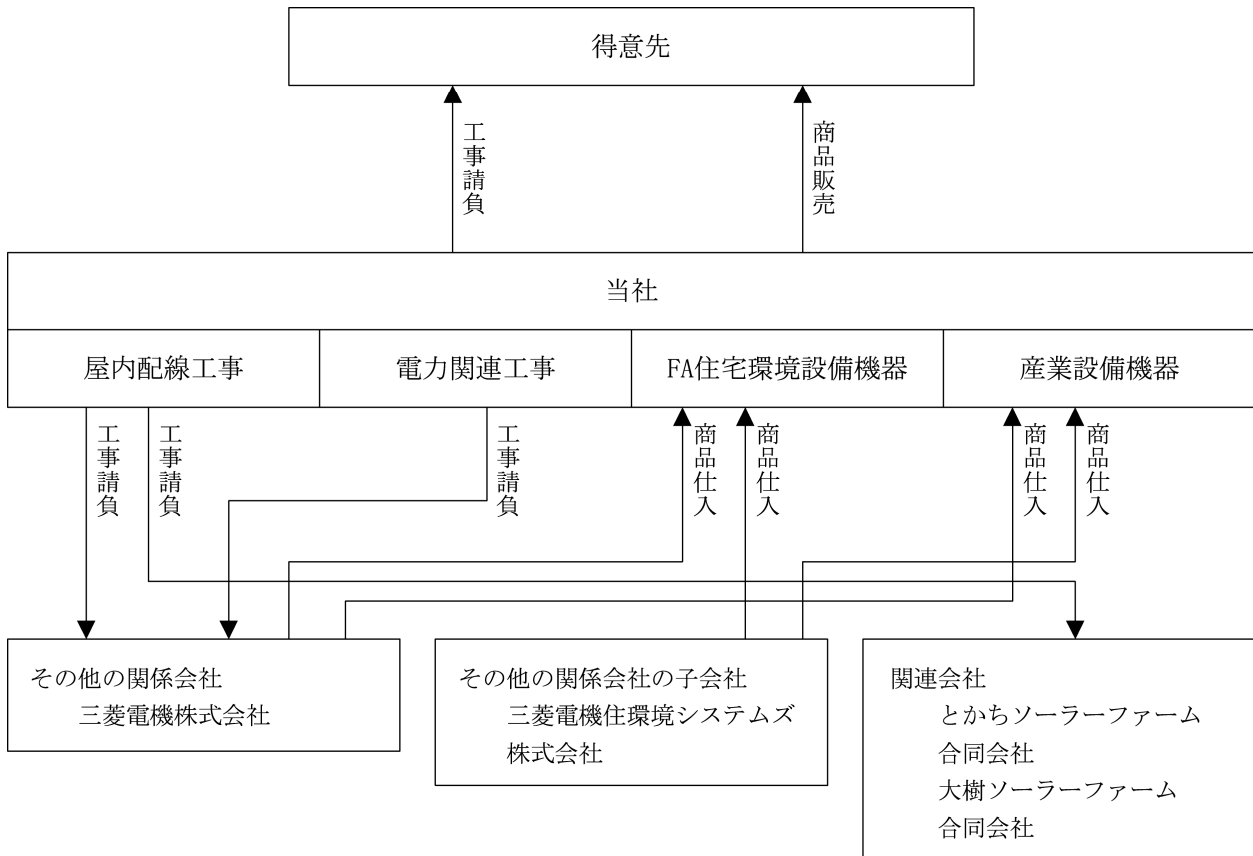 得意先
工事請負
商品販売
当社
屋内配線工事
電力関連工事
FA住宅環境設備機器
産業設備機器
工事請負
工事請負
工事請負
商品仕入
商品仕入
商品仕入
商品仕入
その他の関係会社
三菱電機株式会社
その他の関係会社の子会社
三菱電機住環境システムズ
株式会社
関連会社
とかちソーラーファーム
合同会社
大樹ソーラーファーム
合同会社